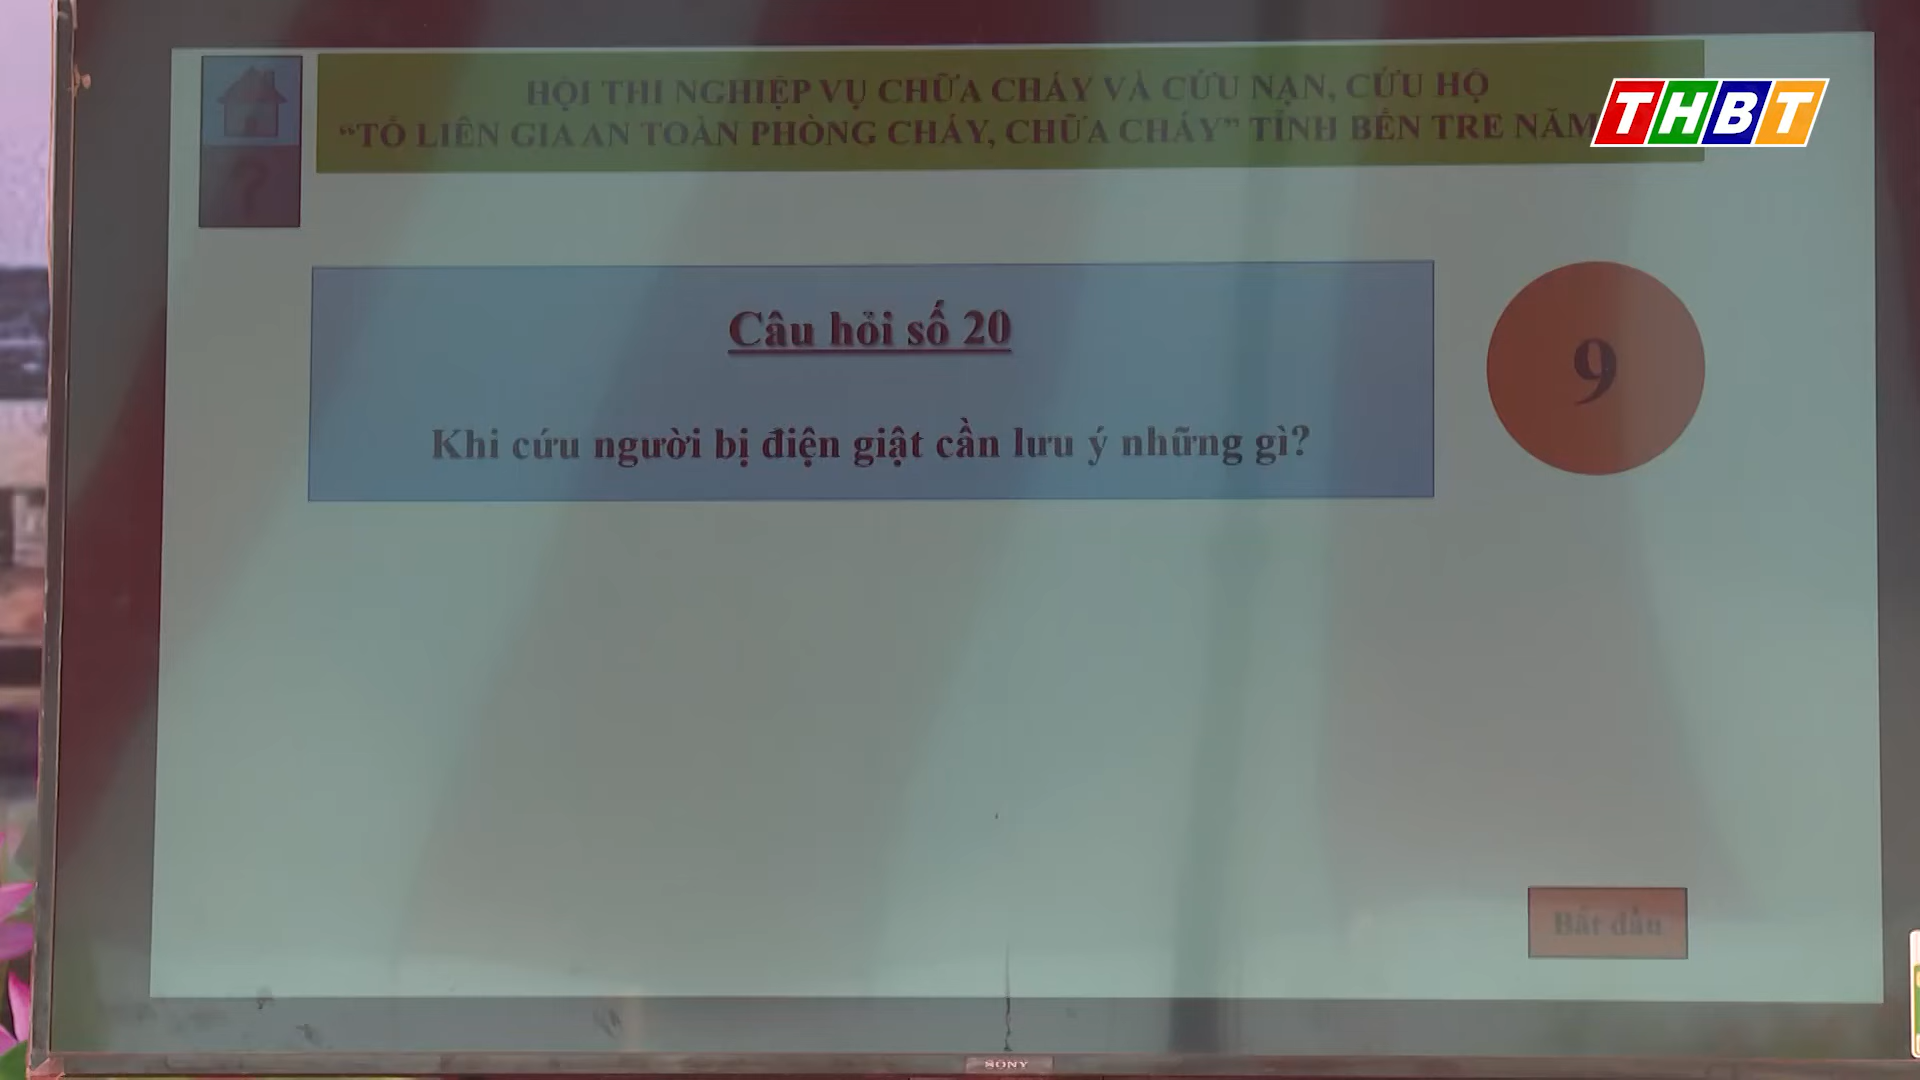 HỘI THI NGHIỆP VỤ CHỮA CHÁY VÀ CỨU NẠN, CỨU HỘ
“TỔ LIÊN GIA AN TOÀN PHÒNG CHÁY, CHỮA CHÁY” TỈNH BẾN TRE NĂM
THBT
?
Câu hỏi số 20
9
Khi cứu người bị điện giật cần lưu ý những gì?
Bắt đầu
SONY